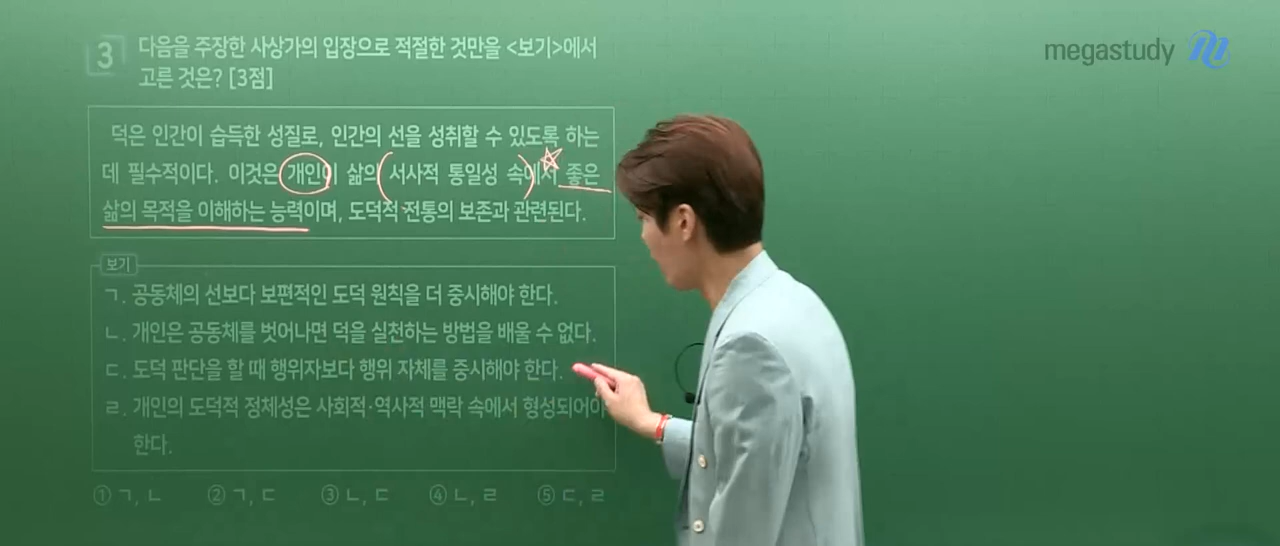 3 다음을 주장한 사상가의 입장으로 적절한 것만을 <보기>에서
고른 것은? [3점]
megastudy
덕은 인간이 습득한 성질로, 인간의 선을 성취할 수 있도록 하는
데 필수적이다. 이것은 개인이 삶의 서사적 통일성 속에서 좋은
삶의 목적을 이해하는 능력이며, 도덕적 전통의 보존과 관련된다.
보기
ㄱ. 공동체의 선보다 보편적인 도덕 원칙을 더 중시해야 한다.
ㄴ. 개인은 공동체를 벗어나면 덕을 실천하는 방법을 배울 수 없다.
ㄷ. 도덕 판단을 할 때 행위자보다 행위 자체를 중시해야 한다.
ㄹ. 개인의 도덕적 정체성은 사회적·역사적 맥락 속에서 형성되어야
한다.
① ㄱ, ㄴ ② ㄱ, ㄷ ③ ㄴ, ㄷ ④ ㄴ, ㄹ ⑤ ㄷ, ㄹ